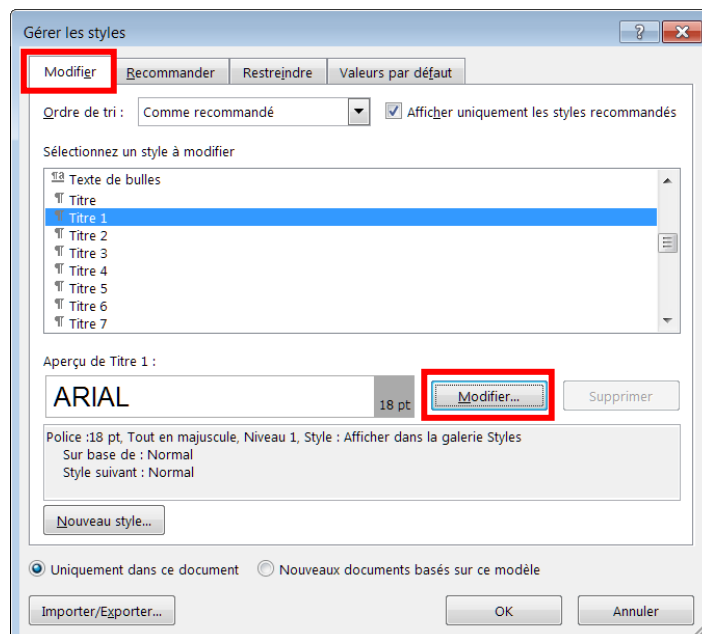 Gérer les styles
Modifier Recommander Restreindre Valeurs par défaut
Ordre de tri : Comme recommandé Afficher uniquement les styles recommandés
Sélectionnez un style à modifier
Texte de bulles
Titre
Titre 1
Titre 2
Titre 3
Titre 4
Titre 5
Titre 6
Titre 7
Aperçu de Titre 1 :
ARIAL 18 pt Modifier... Supprimer
Police :18 pt, Tout en majuscule, Niveau 1, Style : Afficher dans la galerie Styles
Sur base de : Normal
Style suivant : Normal
Nouveau style...
Uniquement dans ce document Nouveaux documents basés sur ce modèle
Importer/Exporter... OK Annuler